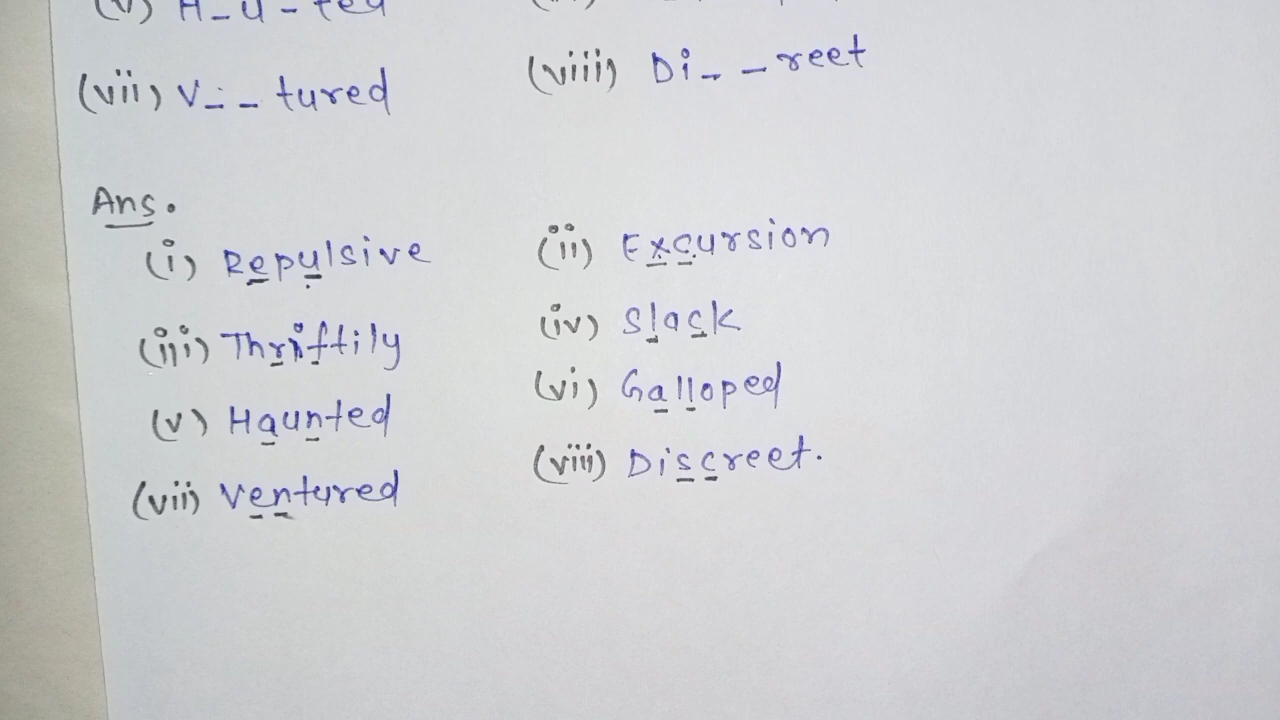 (v) H_u_ted
(vii) V_ _ tured (viii) Di_ _reet
Ans.
(i) Repulsive (ii) Excursion
(iii) Thriftily (iv) Slack
(v) Haunted (vi) Galloped
(vii) Ventured (viii) Discreet.